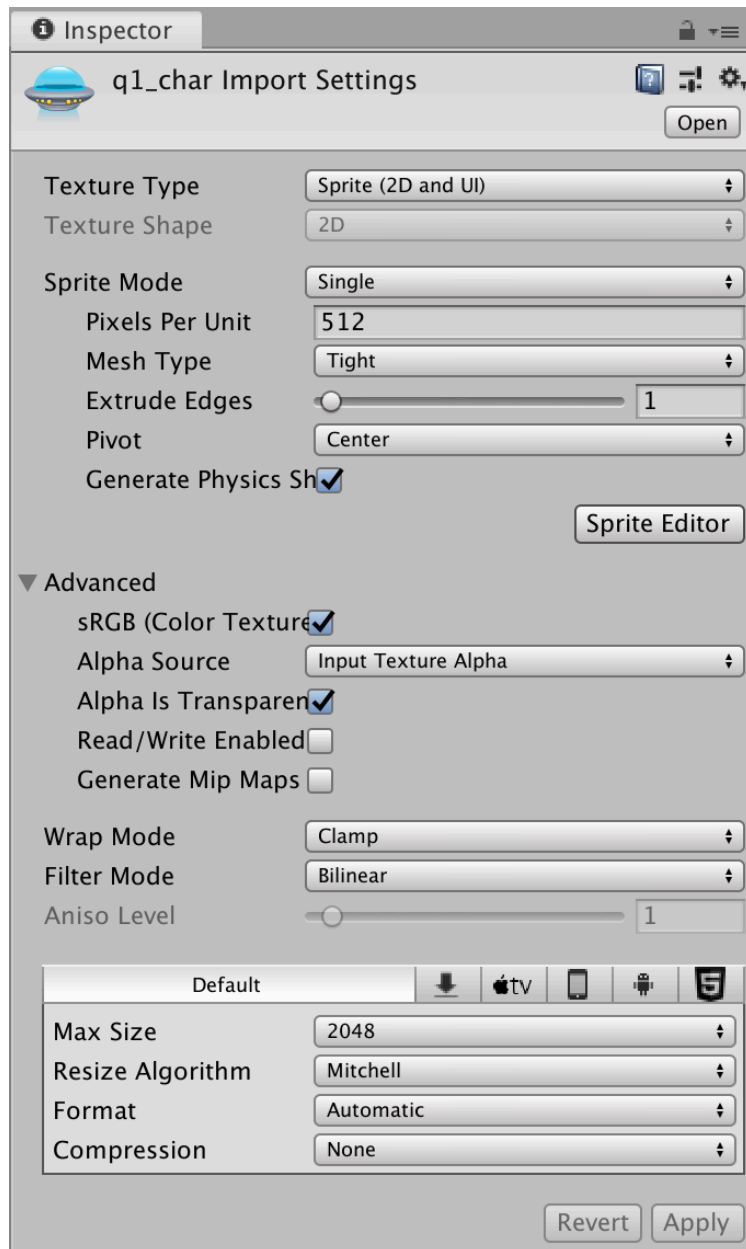 Inspector
q1_char Import Settings
Open
Texture Type Sprite (2D and UI)
Texture Shape 2D
Sprite Mode Single
Pixels Per Unit 512
Mesh Type Tight
Extrude Edges 1
Pivot Center
Generate Physics Sh
Sprite Editor
Advanced
sRGB (Color Texture
Alpha Source Input Texture Alpha
Alpha Is Transparen
Read/Write Enabled
Generate Mip Maps
Wrap Mode Clamp
Filter Mode Bilinear
Aniso Level 1
Default tv 5
Max Size 2048
Resize Algorithm Mitchell
Format Automatic
Compression None
Revert Apply